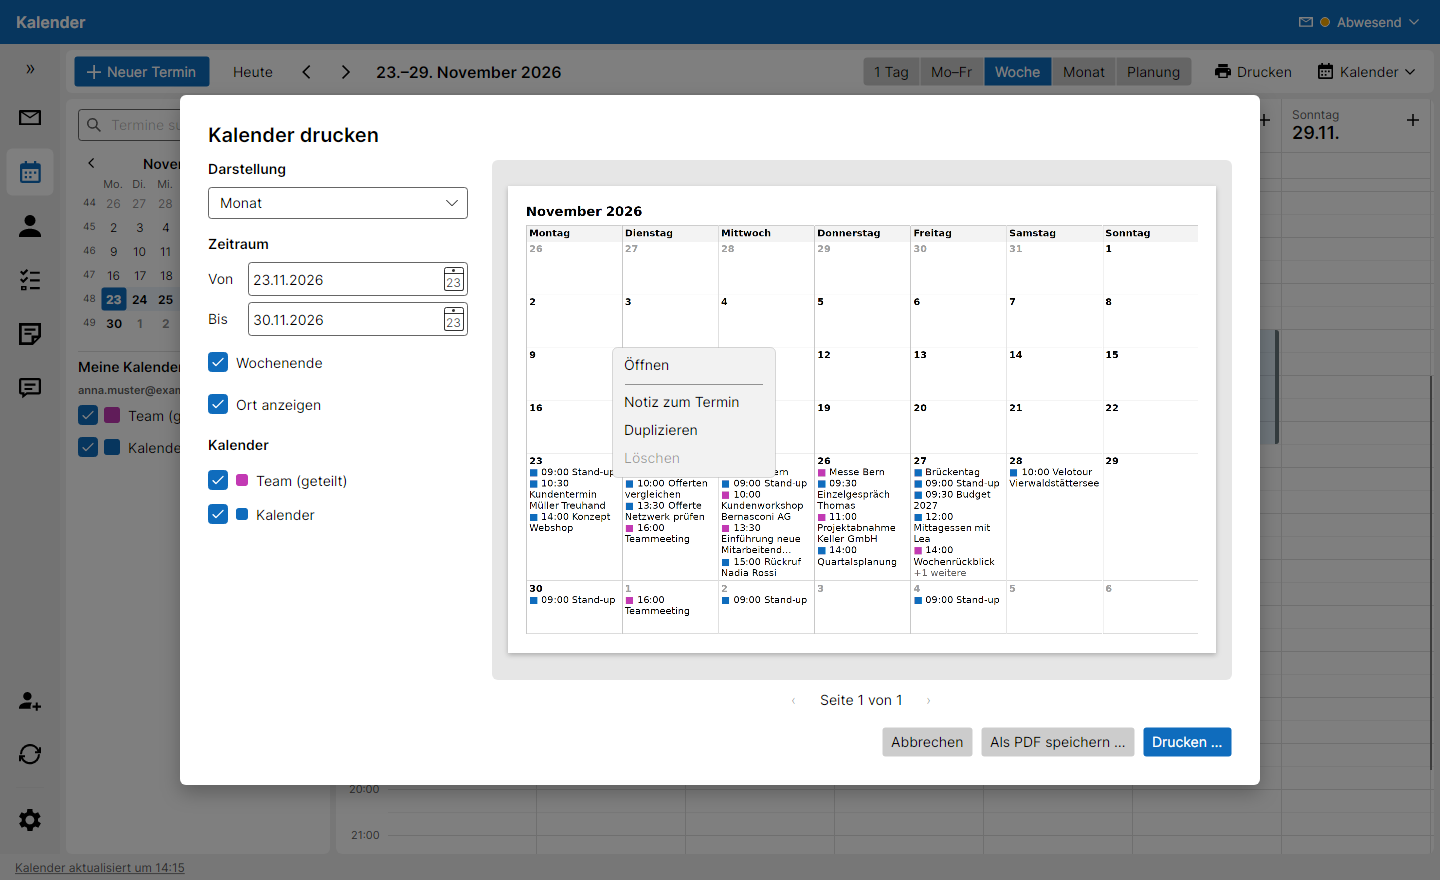 Kalender
Abwesend
Neuer Termin
Heute
23.–29. November 2026
1 Tag
Mo–Fr
Woche
Monat
Planung
Drucken
Kalender
Termine su
Nove
Mo. Di. Mi.
44 26 27 28
45 2 3 4
46 9 10 11
47 16 17 18
48 23 24 25
49 30 1 2
Meine Kalender
anna.muster@exam
Team (g
Kalende
Sonntag
29.11.
20:00
21:00
Kalender aktualisiert um 14:15
Kalender drucken
Darstellung
Monat
Zeitraum
Von 23.11.2026 23
Bis 30.11.2026 23
Wochenende
Ort anzeigen
Kalender
Team (geteilt)
Kalender
November 2026
Montag Dienstag Mittwoch Donnerstag Freitag Samstag Sonntag
26 27 28 29 30 31 1
2 3 4 5 6 7 8
9 12 13 14 15
16 19 20 21 22
Öffnen
Notiz zum Termin
Duplizieren
Löschen
23
09:00 Stand-up
10:30
Kundentermin
Müller Treuhand
14:00 Konzept
Webshop
10:00 Offerten
vergleichen
13:30 Offerte
Netzwerk prüfen
16:00
Teammeeting
09:00 Stand-up
10:00
Kundenworkshop
Bernasconi AG
13:30
Einführung neue
Mitarbeitend...
15:00 Rückruf
Nadia Rossi
26
Messe Bern
09:30
Einzelgespräch
Thomas
11:00
Projektabnahme
Keller GmbH
14:00
Quartalsplanung
27
Brückentag
09:00 Stand-up
09:30 Budget
2027
12:00
Mittagessen mit
Lea
14:00
Wochenrückblick
+1 weitere
28
10:00 Velotour
Vierwaldstättersee
29
30
09:00 Stand-up
1
16:00
Teammeeting
2
09:00 Stand-up
3
4
09:00 Stand-up
5
6
Seite 1 von 1
Abbrechen
Als PDF speichern ...
Drucken ...